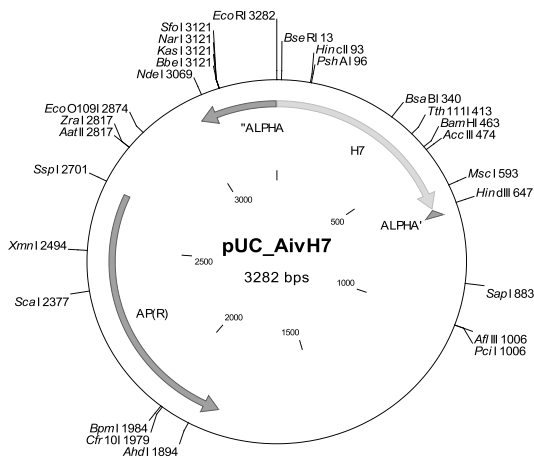 EcoRI 3282
SfoI 3121
NarI 3121
KasI 3121
BbeI 3121
NdeI 3069
BseRI 13
HincII 93
PshAI 96
EcoO109I 2874
ZraI 2817
AatII 2817
SspI 2701
XmnI 2494
ScaI 2377
BpmI 1984
Cfr10I 1979
AhdI 1894
BsaBI 340
Tth111I 413
BamHI 463
AccIII 474
MscI 593
HindIII 647
SapI 883
AflIII 1006
PciI 1006
"ALPHA
H7
ALPHA'
AP(R)
3000
500
2500
1000
2000
1500
pUC_AivH7
3282 bps